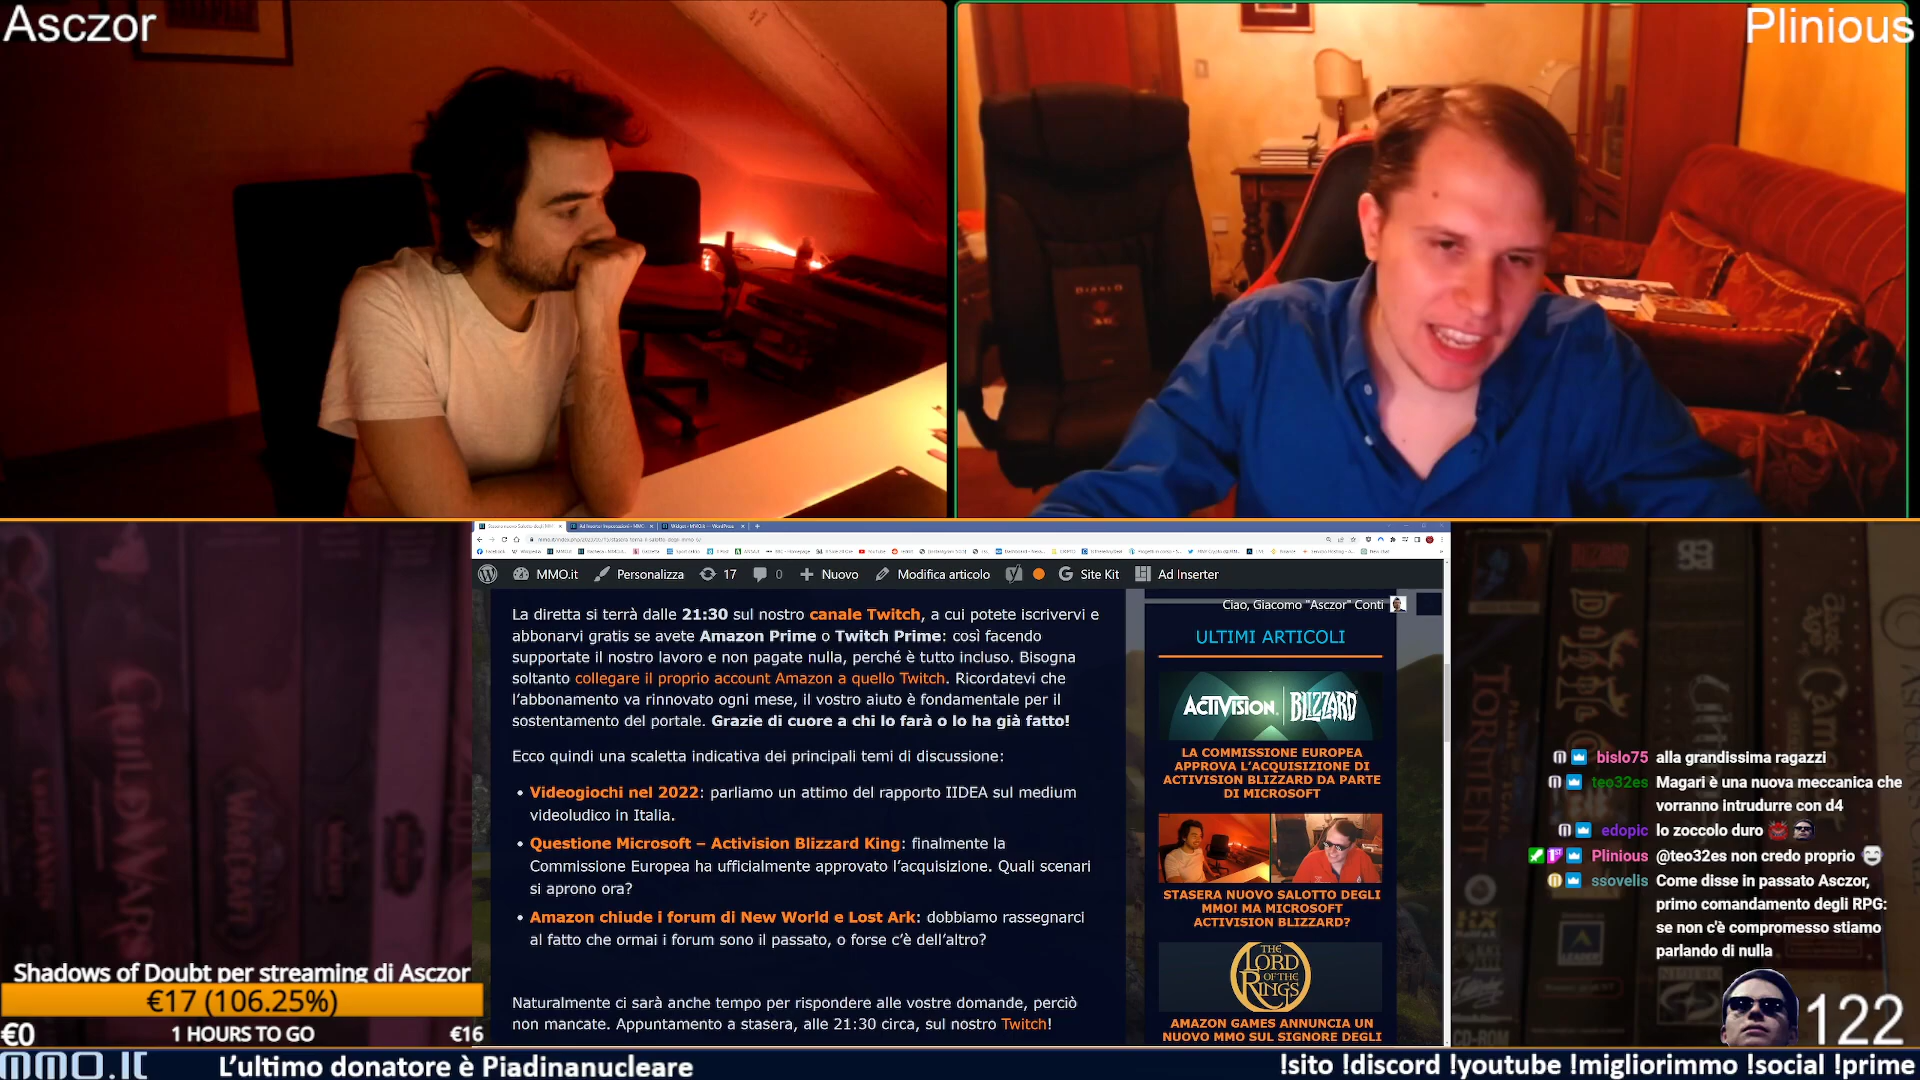 Asczor
Plinious
DIABLO
MMO.it
Personalizza
17
0
Nuovo
Modifica articolo
Site Kit
Ad Inserter
Ciao, Giacomo "Asczor" Conti
La diretta si terrà dalle 21:30 sul nostro canale Twitch, a cui potete iscrivervi e
abbonarvi gratis se avete Amazon Prime o Twitch Prime: così facendo
supportate il nostro lavoro e non pagate nulla, perché è tutto incluso. Bisogna
soltanto collegare il proprio account Amazon a quello Twitch. Ricordatevi che
l'abbonamento va rinnovato ogni mese, il vostro aiuto è fondamentale per il
sostentamento del portale. Grazie di cuore a chi lo farà o lo ha già fatto!
Ecco quindi una scaletta indicativa dei principali temi di discussione:
• Videogiochi nel 2022: parliamo un attimo del rapporto IIDEA sul medium
videoludico in Italia.
• Questione Microsoft – Activision Blizzard King: finalmente la
Commissione Europea ha ufficialmente approvato l'acquisizione. Quali scenari
si aprono ora?
• Amazon chiude i forum di New World e Lost Ark: dobbiamo rassegnarci
al fatto che ormai i forum sono il passato, o forse c'è dell'altro?
Naturalmente ci sarà anche tempo per rispondere alle vostre domande, perciò
non mancate. Appuntamento a stasera, alle 21:30 circa, sul nostro Twitch!
ULTIMI ARTICOLI
ACTIVISION. BLIZZARD
LA COMMISSIONE EUROPEA
APPROVA L'ACQUISIZIONE DI
ACTIVISION BLIZZARD DA PARTE
DI MICROSOFT
STASERA NUOVO SALOTTO DEGLI
MMO! MA MICROSOFT
ACTIVISION BLIZZARD?
THE
LORD
OF THE
RINGS
AMAZON GAMES ANNUNCIA UN
NUOVO MMO SUL SIGNORE DEGLI
GUILDWARS
TORMENT
CD-ROM
bislo75 alla grandissima ragazzi
teo32es Magari è una nuova meccanica che
vorranno intrudurre con d4
edopic lo zoccolo duro
Plinious @teo32es non credo proprio
ssovelis Come disse in passato Asczor,
primo comandamento degli RPG:
se non c'è compromesso stiamo
parlando di nulla
122
Shadows of Doubt per streaming di Asczor
€17 (106.25%)
€0
1 HOURS TO GO
€16
MMO.IT
L'ultimo donatore è Piadinanucleare
!sito !discord !youtube !migliorimmo !social !prime